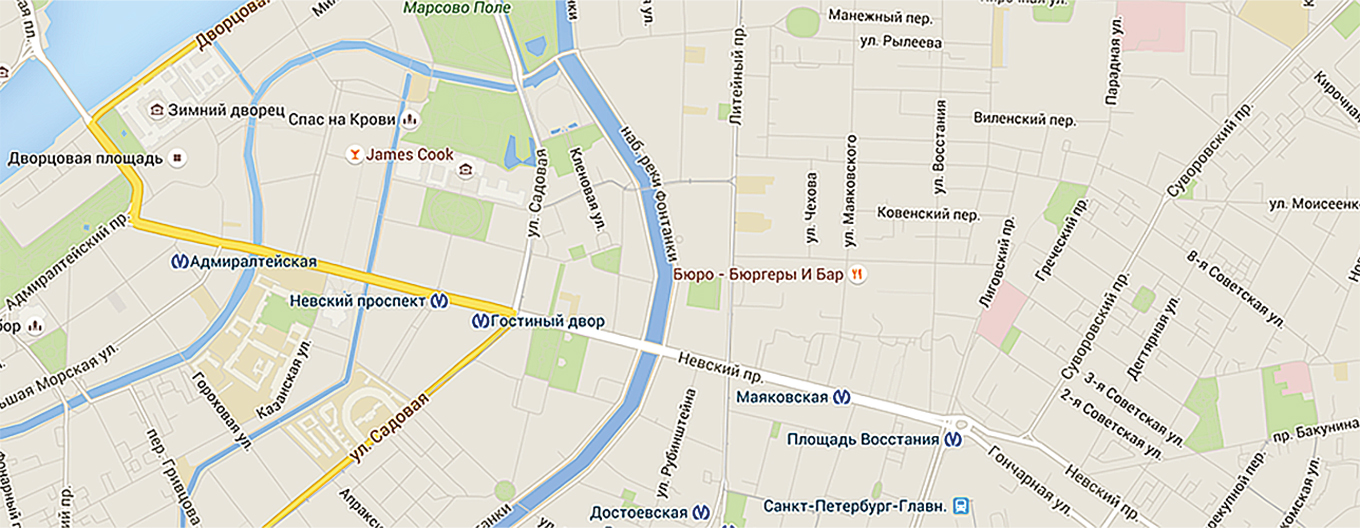 Марсово Поле
Дворцовая
Манежный пер.
ул. Рылеева
Литейный пр.
Парадная ул.
Кирочная
Зимний дворец
Спас на Крови
Виленский пер.
Суворовский пр.
ул. Восстания
Дворцовая площадь
James Cook
ул. Садовая
Кленовая ул.
наб. реки Фонтанки
ул. Чехова
ул. Маяковского
Ковенский пер.
ул. Моисеенко
Греческий пр.
Лиговский пр.
Адмиралтейский пр.
Адмиралтейская
Невский проспект
Гостиный двор
Бюро - Бюргеры И Бар
8-я Советская ул.
Суворовский пр.
Дегтярная ул.
Казанская ул.
Гороховая ул.
Невский пр.
Маяковская
3-я Советская ул.
2-я Советская ул.
ул. Садовая
ул. Рубинштейна
Площадь Восстания
пр. Бакунина
пер. Гривцова
Гончарная ул.
Невский пр.
Санкт-Петербург-Главн.
Достоевская